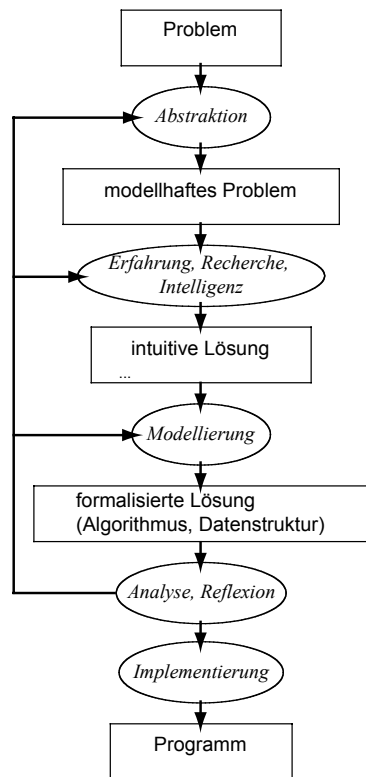 Problem
Abstraktion
modellhaftes Problem
Erfahrung, Recherche,
Intelligenz
intuitive Lösung
...
Modellierung
formalisierte Lösung
(Algorithmus, Datenstruktur)
Analyse, Reflexion
Implementierung
Programm